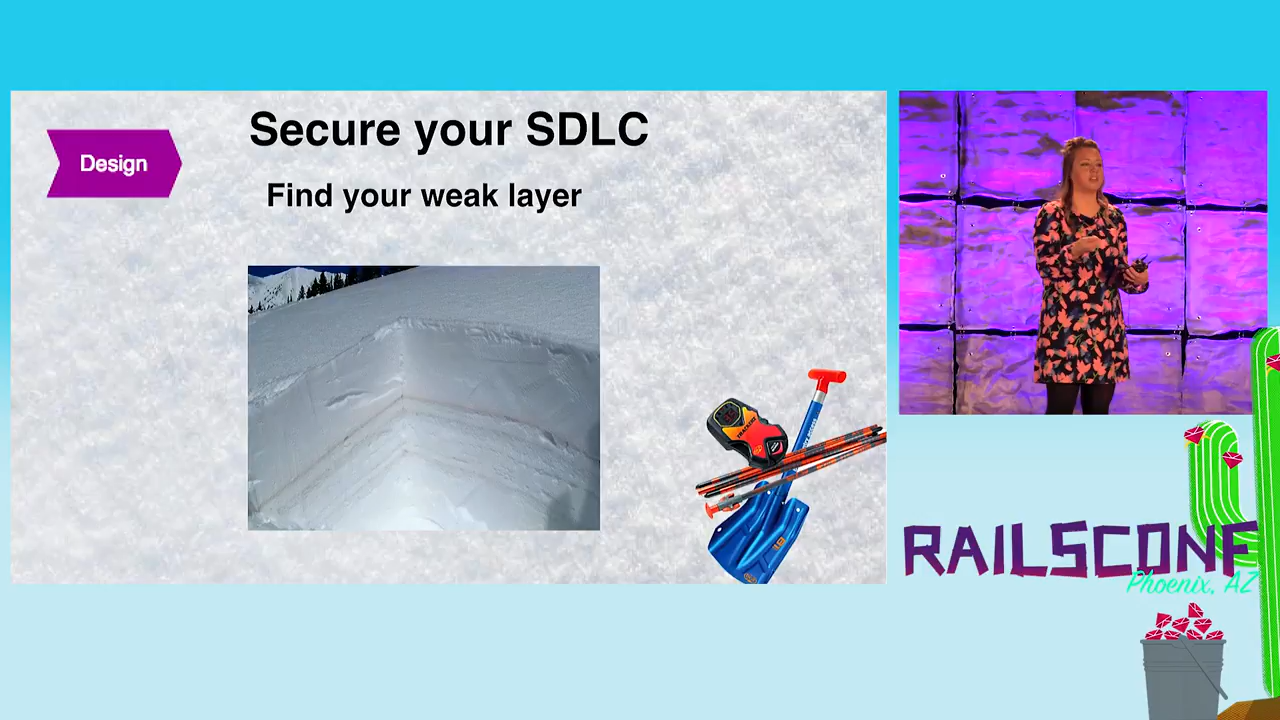 Design
Secure your SDLC
Find your weak layer
RAILSCONF
Phoenix, AZ